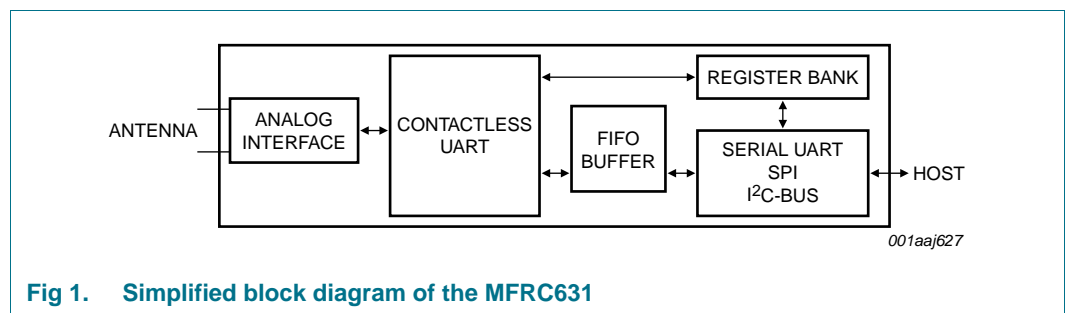 ANTENNA
ANALOG
INTERFACE
CONTACTLESS
UART
FIFO
BUFFER
REGISTER BANK
SERIAL UART
SPI
I²C-BUS
HOST
001aaj627
Fig 1. Simplified block diagram of the MFRC631